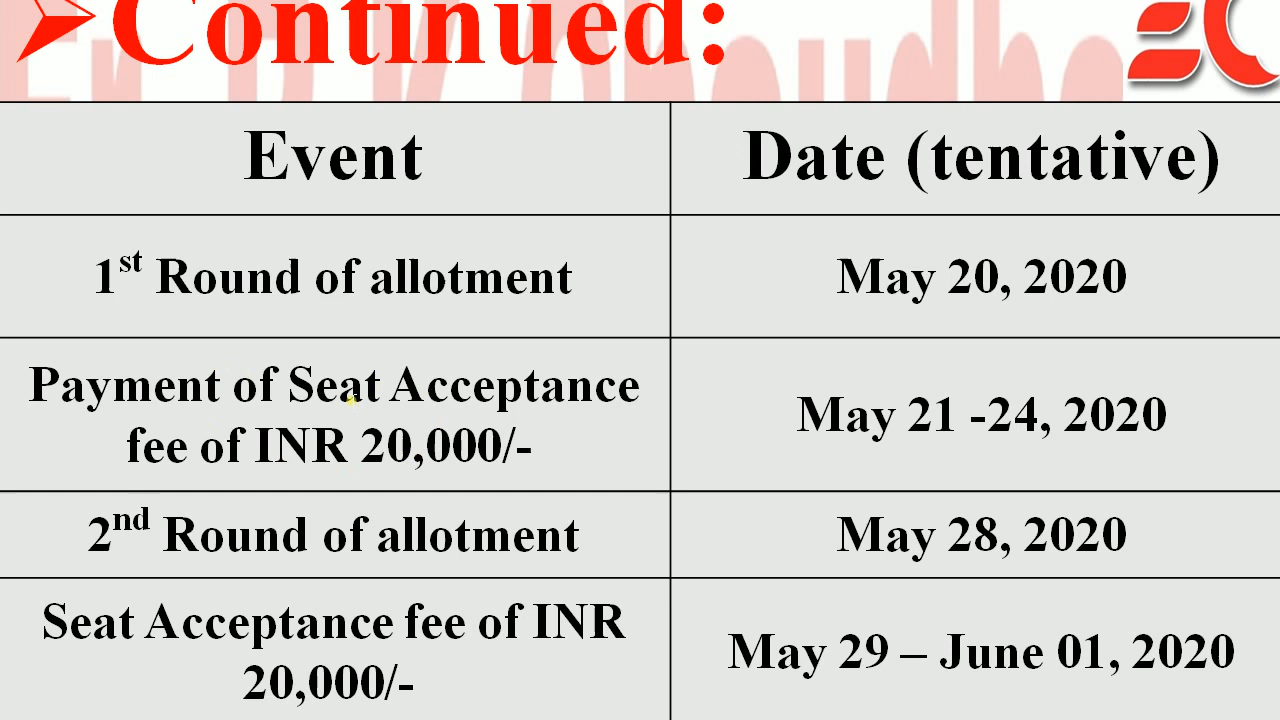 Continued:
Event
Date (tentative)
1st Round of allotment
May 20, 2020
Payment of Seat Acceptance
fee of INR 20,000/-
May 21 -24, 2020
2nd Round of allotment
May 28, 2020
Seat Acceptance fee of INR
20,000/-
May 29 – June 01, 2020